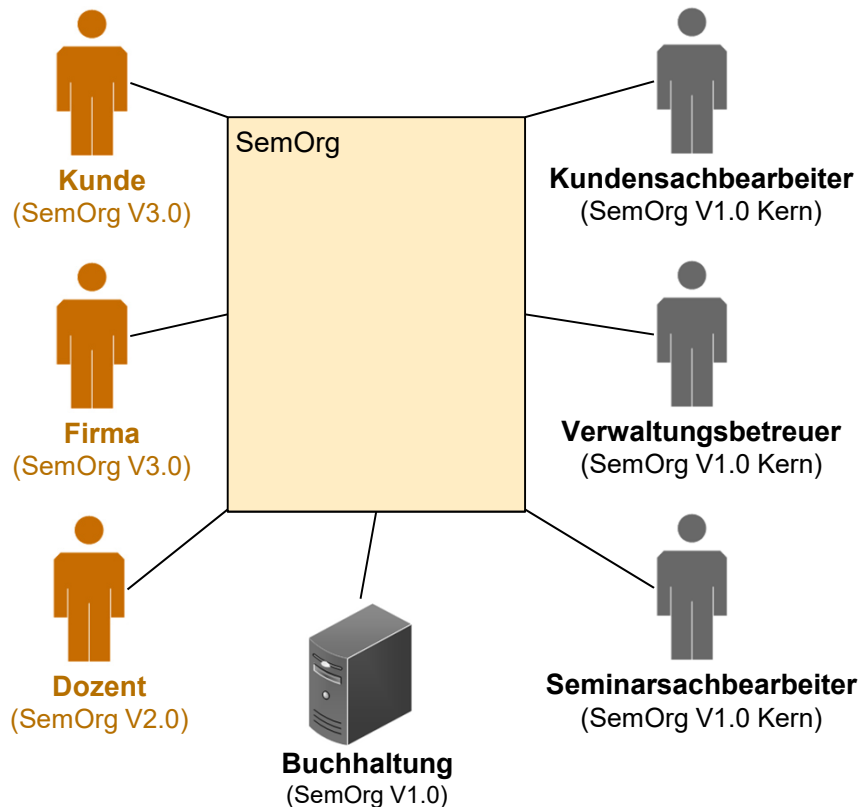 SemOrg
Kunde
(SemOrg V3.0)
Kundensachbearbeiter
(SemOrg V1.0 Kern)
Firma
(SemOrg V3.0)
Verwaltungsbetreuer
(SemOrg V1.0 Kern)
Dozent
(SemOrg V2.0)
Seminarsachbearbeiter
(SemOrg V1.0 Kern)
Buchhaltung
(SemOrg V1.0)